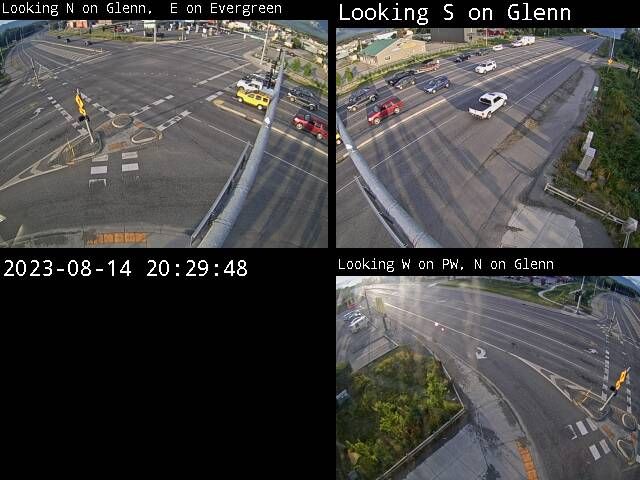 Looking N on Glenn,  E on Evergreen
Looking S on Glenn
2023-08-14 20:29:48
Looking W on PW, N on Glenn